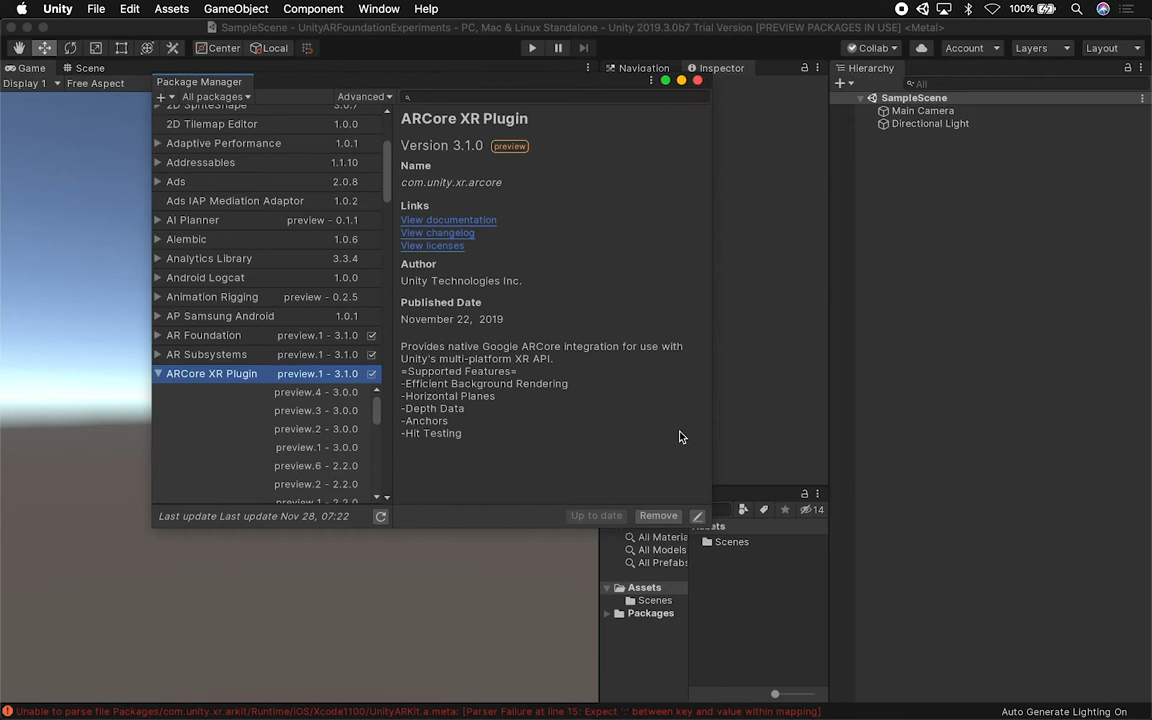 Unity File Edit Assets GameObject Component Window Help 100%
SampleScene - UnityARFoundationExperiments - PC, Mac & Linux Standalone - Unity 2019.3.0b7 Trial Version [PREVIEW PACKAGES IN USE] <Metal>
Center Local Collab Account Layers Layout
Game Scene Navigation Inspector Hierarchy
Display 1 Free Aspect
Package Manager
All packages Advanced
All
SampleScene
Main Camera
Directional Light
2D SpriteShape 3.0.7
2D Tilemap Editor 1.0.0
Adaptive Performance 1.0.1
Addressables 1.1.10
Ads 2.0.8
Ads IAP Mediation Adaptor 1.0.2
AI Planner preview - 0.1.1
Alembic 1.0.6
Analytics Library 3.3.4
Android Logcat 1.0.0
Animation Rigging preview - 0.2.5
AP Samsung Android 1.0.1
AR Foundation preview.1 - 3.1.0
AR Subsystems preview.1 - 3.1.0
ARCore XR Plugin preview.1 - 3.1.0
preview.4 - 3.0.0
preview.3 - 3.0.0
preview.2 - 3.0.0
preview.1 - 3.0.0
preview.6 - 2.2.0
preview.2 - 2.2.0
preview.1 - 2.2.0
Last update Last update Nov 28, 07:22
ARCore XR Plugin
Version 3.1.0 preview
Name
com.unity.xr.arcore
Links
View documentation
View changelog
View licenses
Author
Unity Technologies Inc.
Published Date
November 22, 2019
Provides native Google ARCore integration for use with
Unity's multi-platform XR API.
=Supported Features=
-Efficient Background Rendering
-Horizontal Planes
-Depth Data
-Anchors
-Hit Testing
Up to date Remove
14
All Materia
All Models
All Prefabs
Assets
Scenes
Packages
Assets
Scenes
Unable to parse file Packages/com.unity.xr.arkit/Runtime/iOS/Xcode1100/UnityARKit.a.meta: [Parser Failure at line 15: Expect ':' between key and value within mapping]
Auto Generate Lighting On